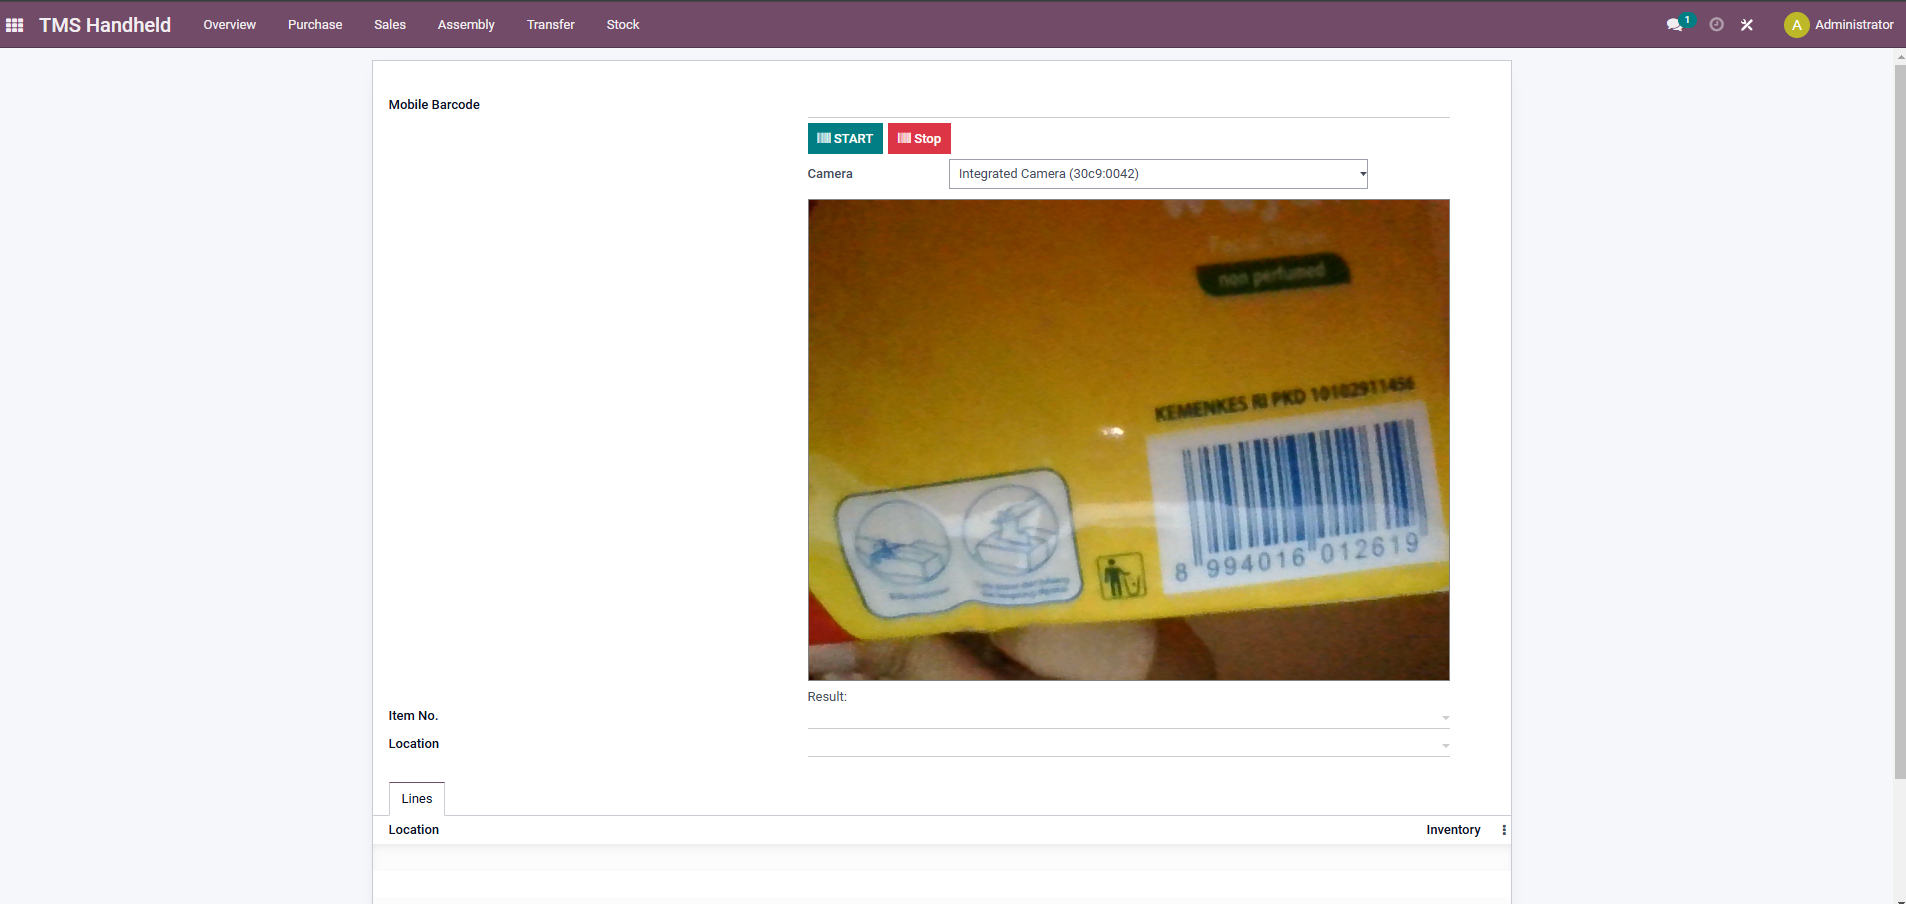 TMS Handheld Overview Purchase Sales Assembly Transfer Stock 1 A Administrator
Mobile Barcode
START Stop
Camera Integrated Camera (30c9:0042)
non perfumed
KEMENKES RI PKD 10102911456
8 994016 012619
Result:
Item No.
Location
Lines
Location Inventory